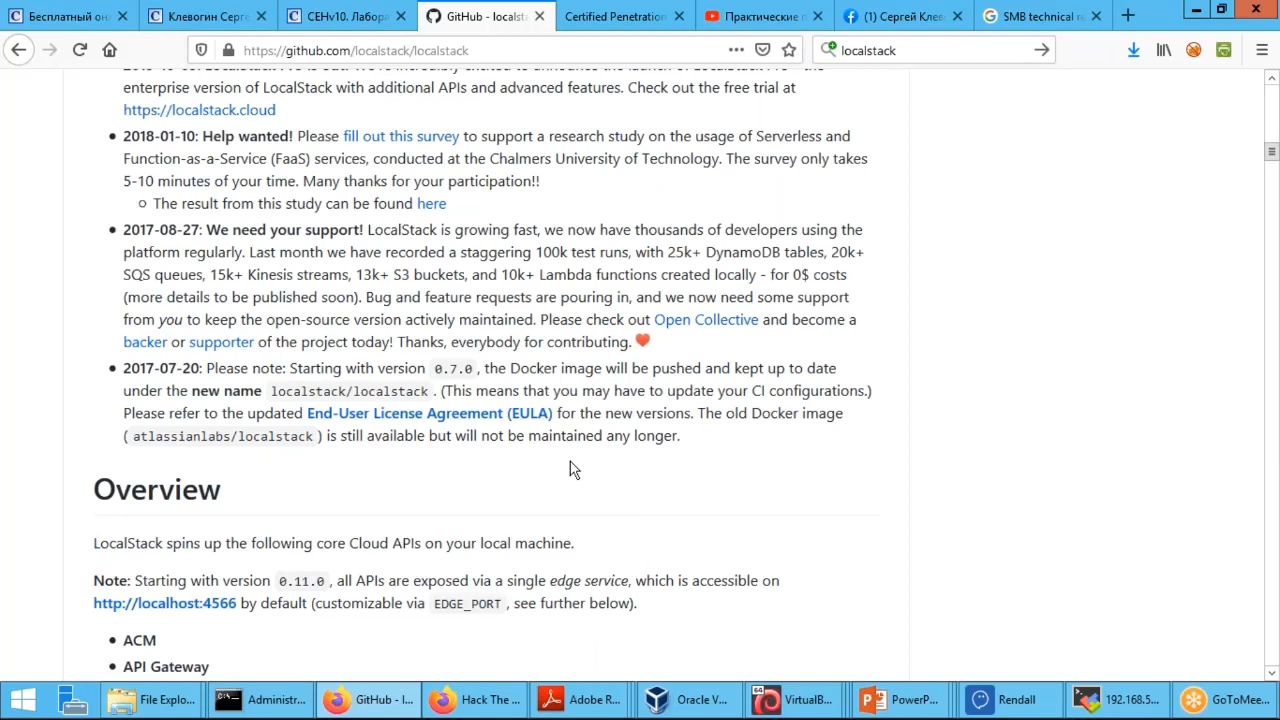 Бесплатный он
Клевогин Серг
CEHv10. Лабора
GitHub - localsta
Certified Penetration
Практические п
(1) Сергей Клев
SMB technical re
https://github.com/localstack/localstack
localstack
enterprise version of LocalStack with additional APIs and advanced features. Check out the free trial at
https://localstack.cloud
2018-01-10: Help wanted! Please fill out this survey to support a research study on the usage of Serverless and
Function-as-a-Service (FaaS) services, conducted at the Chalmers University of Technology. The survey only takes
5-10 minutes of your time. Many thanks for your participation!!
The result from this study can be found here
2017-08-27: We need your support! LocalStack is growing fast, we now have thousands of developers using the
platform regularly. Last month we have recorded a staggering 100k test runs, with 25k+ DynamoDB tables, 20k+
SQS queues, 15k+ Kinesis streams, 13k+ S3 buckets, and 10k+ Lambda functions created locally - for 0$ costs
(more details to be published soon). Bug and feature requests are pouring in, and we now need some support
from you to keep the open-source version actively maintained. Please check out Open Collective and become a
backer or supporter of the project today! Thanks, everybody for contributing.
2017-07-20: Please note: Starting with version 0.7.0, the Docker image will be pushed and kept up to date
under the new name localstack/localstack. (This means that you may have to update your CI configurations.)
Please refer to the updated End-User License Agreement (EULA) for the new versions. The old Docker image
(atlassianlabs/localstack) is still available but will not be maintained any longer.
Overview
LocalStack spins up the following core Cloud APIs on your local machine.
Note: Starting with version 0.11.0, all APIs are exposed via a single edge service, which is accessible on
http://localhost:4566 by default (customizable via EDGE_PORT, see further below).
ACM
API Gateway
File Explo...
Administr...
GitHub - l...
Hack The ...
Adobe R...
Oracle V...
VirtualB...
PowerP...
Rendall
192.168.5...
GoToMee...